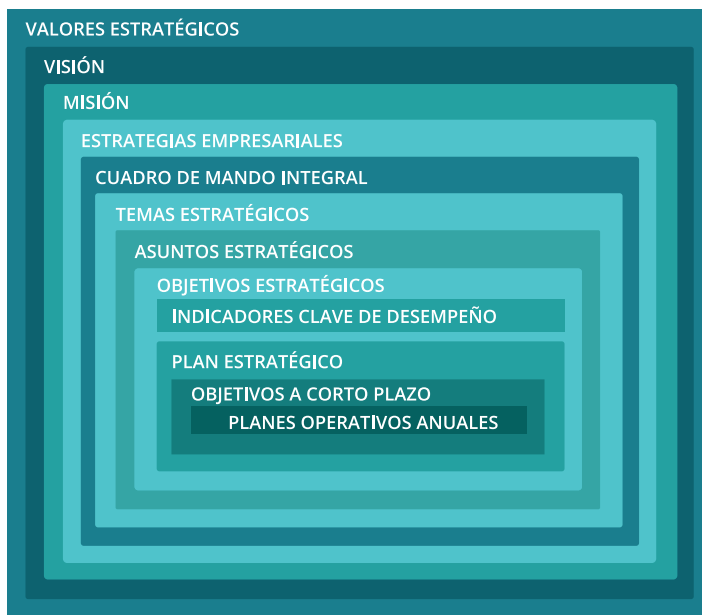 VALORES ESTRATÉGICOS
VISIÓN
MISIÓN
ESTRATEGIAS EMPRESARIALES
CUADRO DE MANDO INTEGRAL
TEMAS ESTRATÉGICOS
ASUNTOS ESTRATÉGICOS
OBJETIVOS ESTRATÉGICOS
INDICADORES CLAVE DE DESEMPEÑO
PLAN ESTRATÉGICO
OBJETIVOS A CORTO PLAZO
PLANES OPERATIVOS ANUALES